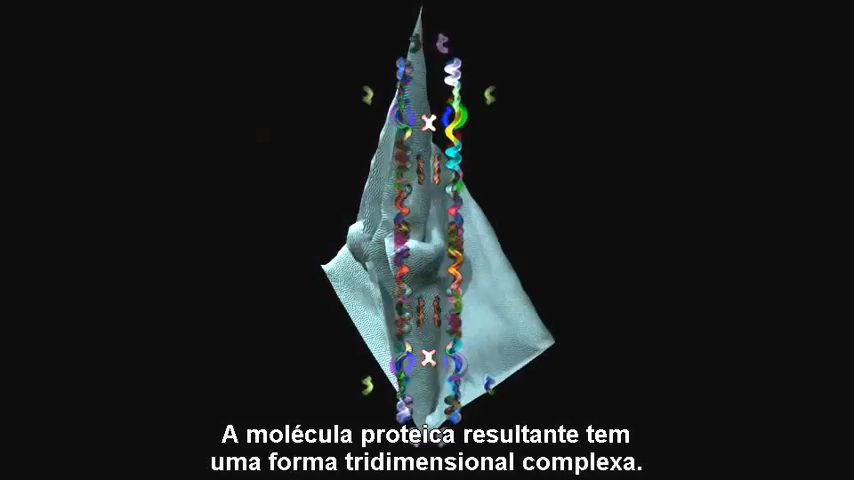 A molécula proteica resultante tem
uma forma tridimensional complexa.